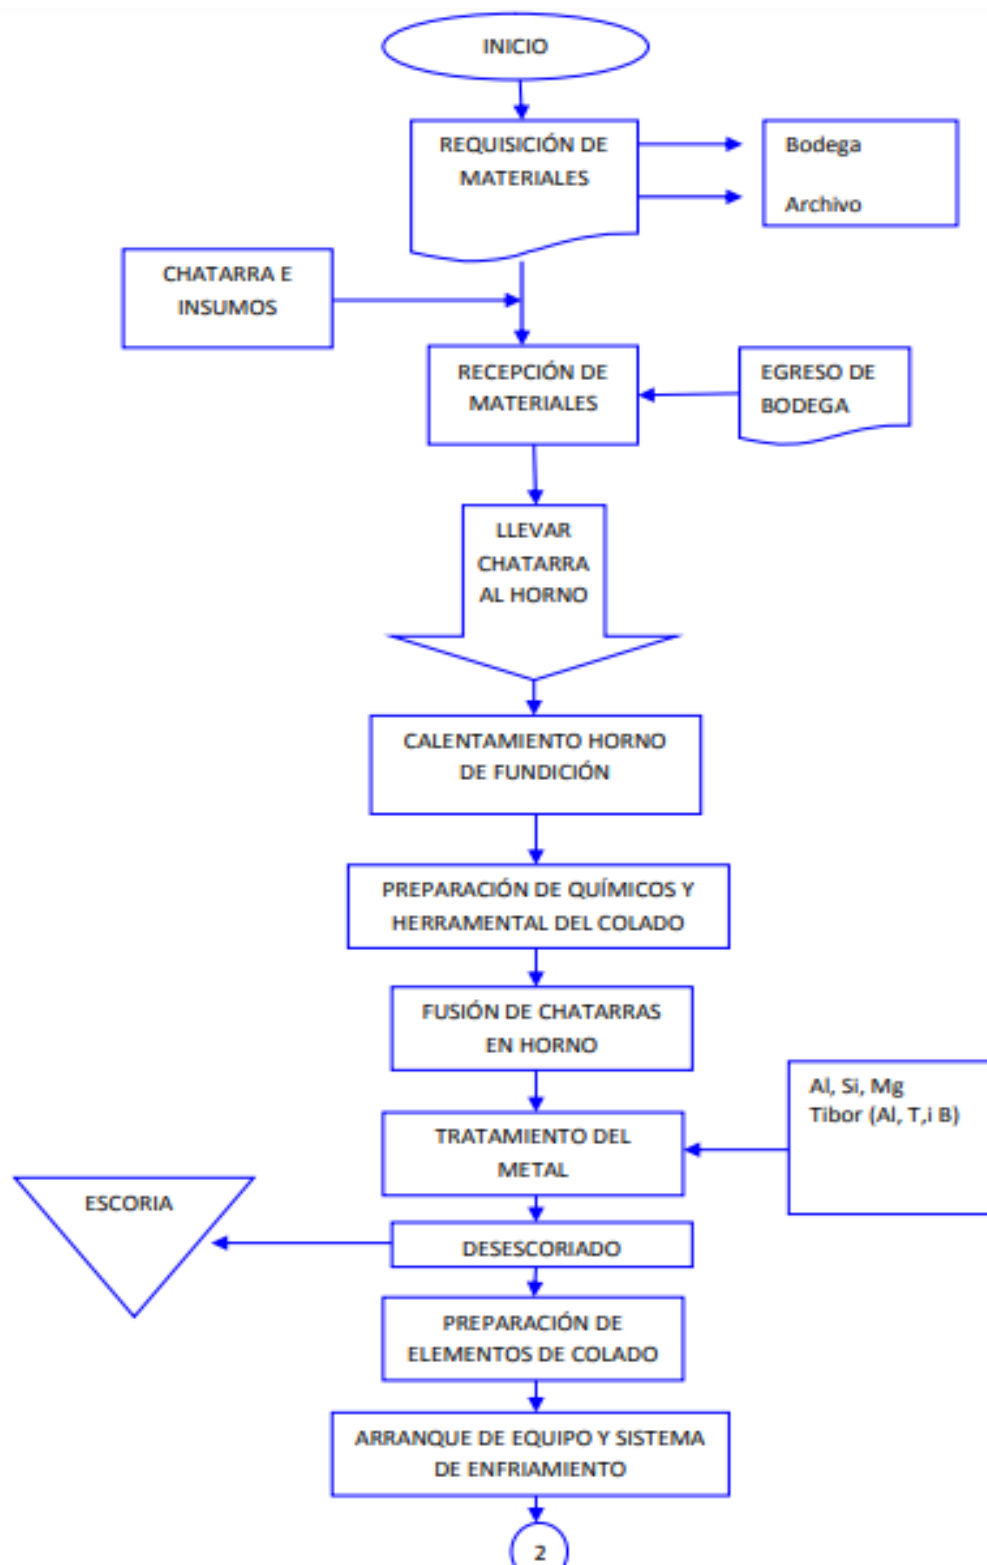 INICIO
REQUISICIÓN DE
MATERIALES
Bodega
Archivo
CHATARRA E
INSUMOS
RECEPCIÓN DE
MATERIALES
EGRESO DE
BODEGA
LLEVAR
CHATARRA
AL HORNO
CALENTAMIENTO HORNO
DE FUNDICIÓN
PREPARACIÓN DE QUÍMICOS Y
HERRAMENTAL DEL COLADO
FUSIÓN DE CHATARRAS
EN HORNO
Al, Si, Mg
Tibor (Al, T,i B)
TRATAMIENTO DEL
METAL
ESCORIA
DESESCORIADO
PREPARACIÓN DE
ELEMENTOS DE COLADO
ARRANQUE DE EQUIPO Y SISTEMA
DE ENFRIAMIENTO
2